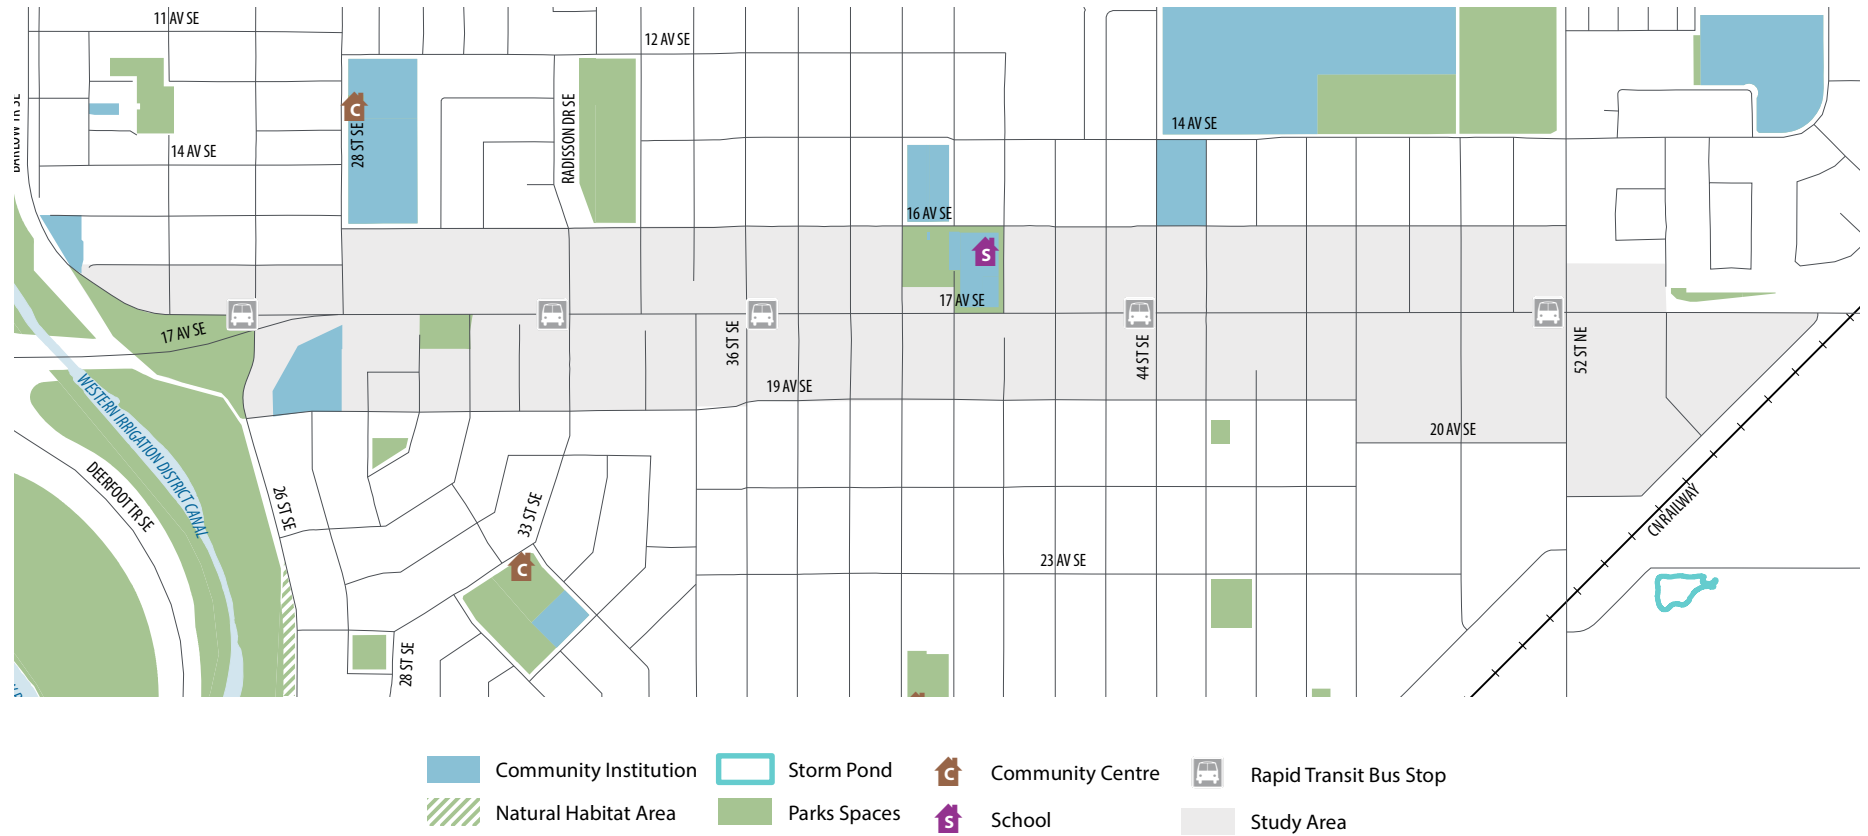 11 AV SE
12 AV SE
BARLOW TR SE
C
28 ST SE
RADISSON DR SE
14 AV SE
14 AV SE
16 AV SE
S
17 AV SE
17 AV SE
36 ST SE
44 ST SE
52 ST NE
19 AV SE
20 AV SE
WESTERN IRRIGATION DISTRICT CANAL
DEERFOOT TR SE
26 ST SE
33 ST SE
CN RAILWAY
23 AV SE
C
28 ST SE
Community Institution
Storm Pond
C
Community Centre
Rapid Transit Bus Stop
Natural Habitat Area
Parks Spaces
S
School
Study Area